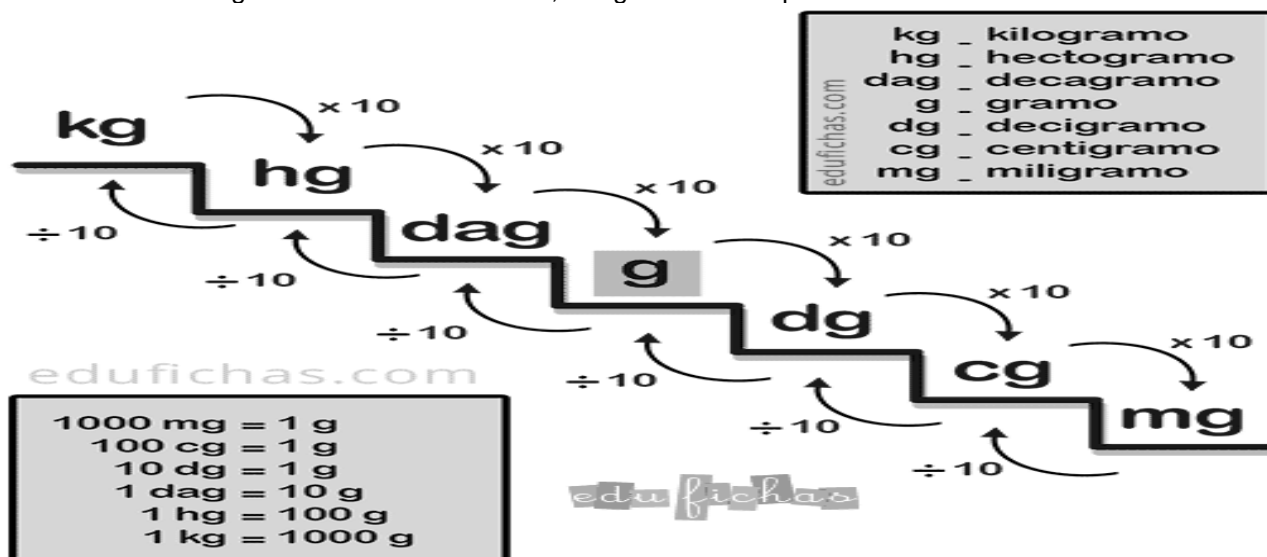 kg _ kilogramo
hg _ hectogramo
dag _ decagramo
g _ gramo
dg _ decigramo
cg _ centigramo
mg _ miligramo
edufichas.com
kg
x 10
hg
x 10
dag
x 10
g
x 10
dg
x 10
cg
x 10
mg
÷ 10
÷ 10
÷ 10
÷ 10
÷ 10
÷ 10
edufichas.com
1000 mg = 1 g
100 cg = 1 g
10 dg = 1 g
1 dag = 10 g
1 hg = 100 g
1 kg = 1000 g
edu fichas